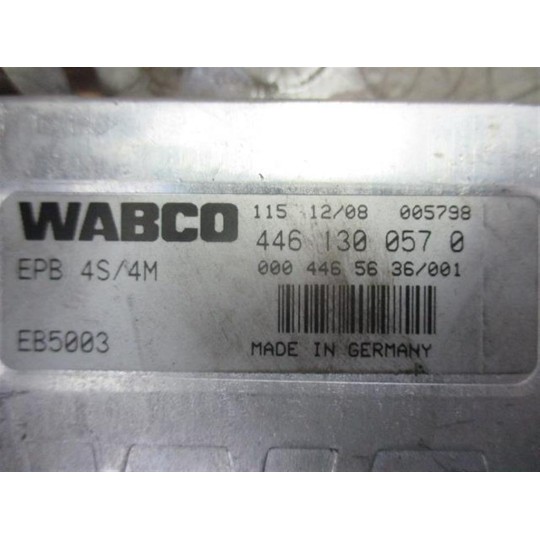 WABCO 115 12/08 005798
446 130 057 0
EPB 4S/4M 000 446 56 36/001
EB5003 MADE IN GERMANY